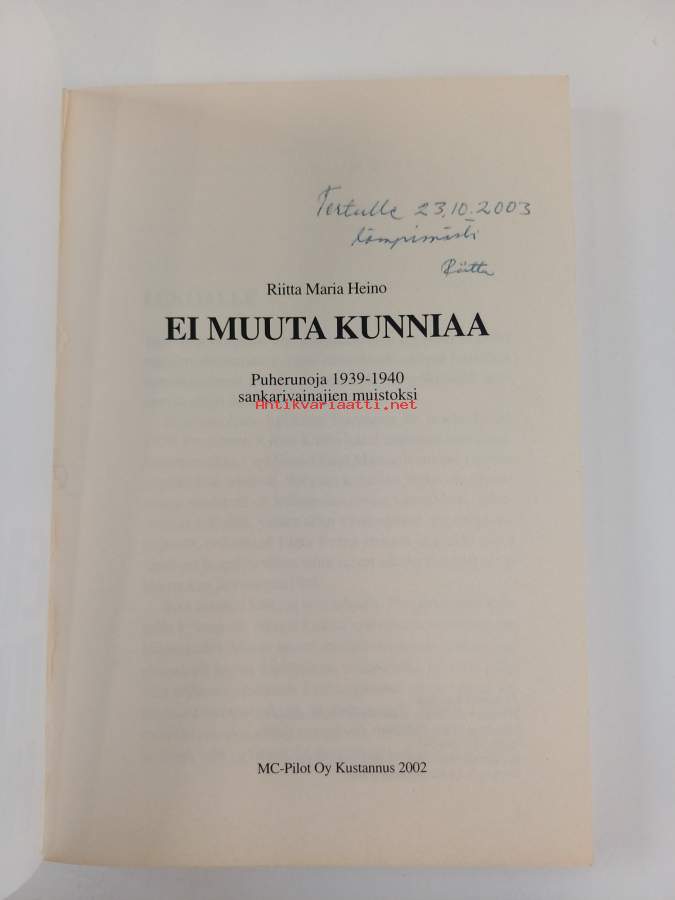 Tertulle 23.10.2003
lämpimästi
Riitta
Riitta Maria Heino
EI MUUTA KUNNIAA
Puherunoja 1939-1940
sankarivainajien muistoksi
Antikvariaatti.net
MC-Pilot Oy Kustannus 2002